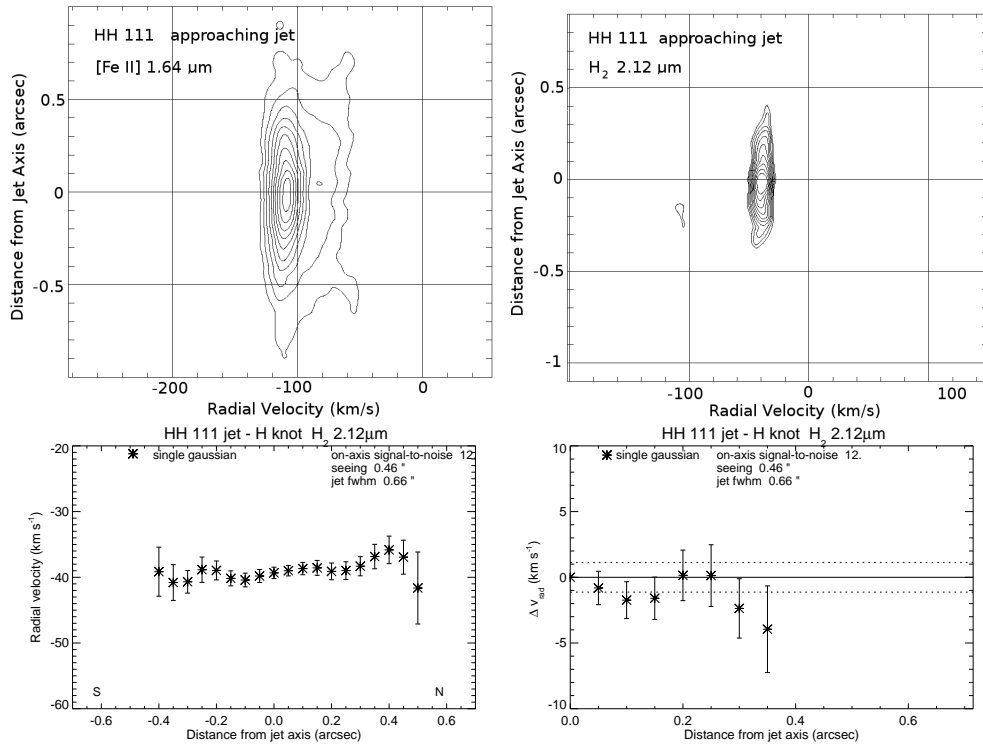 HH 111 approaching jet
[Fe II] 1.64 µm
Distance from Jet Axis (arcsec)
0.5
0
-0.5
-200
-100
0
Radial Velocity (km/s)
HH 111 approaching jet
H2 2.12 µm
Distance from Jet Axis (arcsec)
0.5
0
-0.5
-1
-100
0
100
Radial Velocity (km/s)
HH 111 jet - H knot H2 2.12µm
single gaussian
on-axis signal-to-noise 12.
seeing 0.46 "
jet fwhm 0.66 "
Radial velocity (km s-1)
-20
-30
-40
-50
-60
S
N
-0.6
-0.4
-0.2
0.0
0.2
0.4
0.6
Distance from jet axis (arcsec)
HH 111 jet - H knot H2 2.12µm
single gaussian
on-axis signal-to-noise 12.
seeing 0.46 "
jet fwhm 0.66 "
Δ vrad (km s-1)
10
5
0
-5
-10
0.0
0.2
0.4
0.6
Distance from jet axis (arcsec)